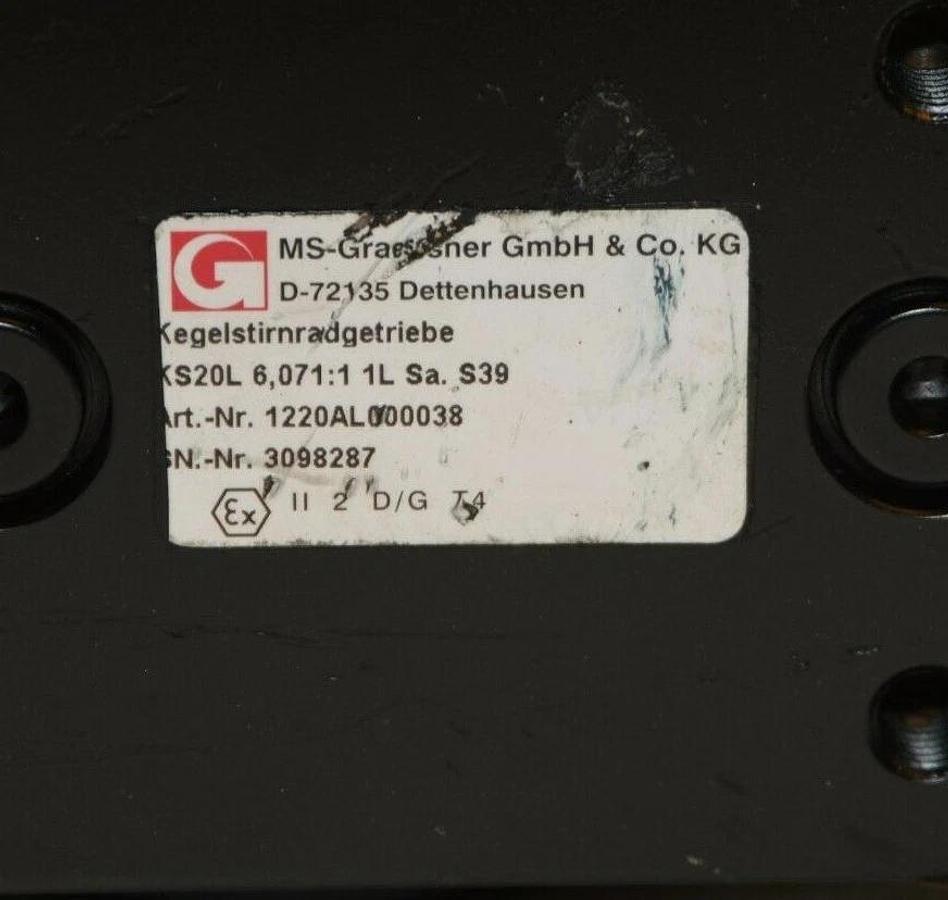 MS-Graessner GmbH & Co. KG
D-72135 Dettenhausen
Kegelstirnradgetriebe
KS20L 6,071:1 1L Sa. S39
Art.-Nr. 1220AL000038
SN.-Nr. 3098287
Ex II 2 D/G T4